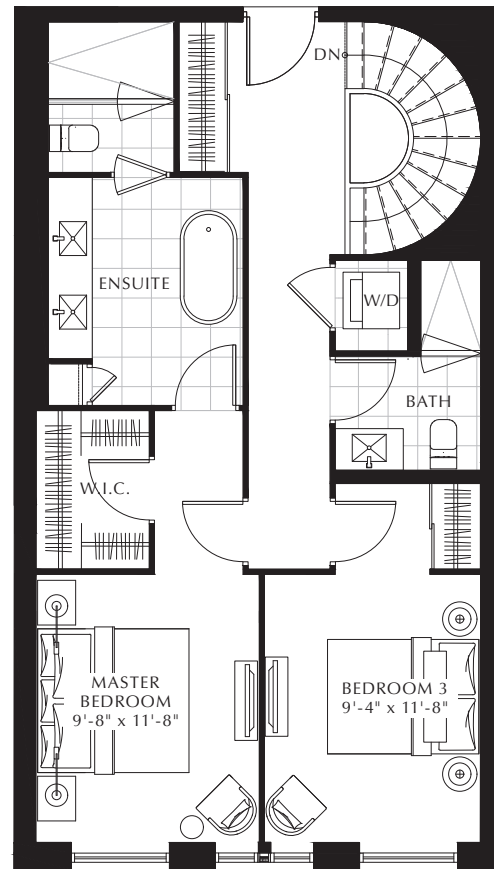 DN
ENSUITE
W/D
BATH
W.I.C.
MASTER
BEDROOM
9'-8" x 11'-8"
BEDROOM 3
9'-4" x 11'-8"